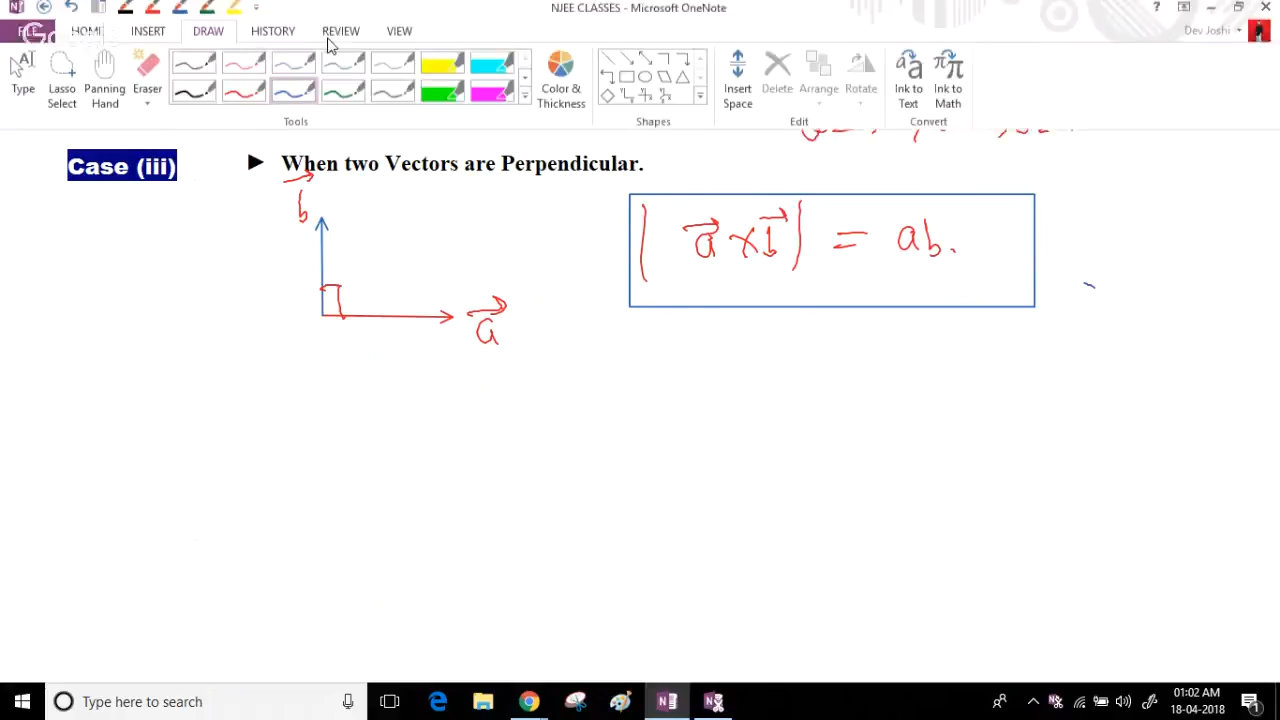 NJEE CLASSES - Microsoft OneNote
FILE HOME INSERT DRAW HISTORY REVIEW VIEW
Dev Joshi
Type
Lasso Select
Panning Hand
Eraser
Color & Thickness
Insert Space
Delete
Arrange
Rotate
Ink to Text
Ink to Math
Tools
Shapes
Edit
Convert
Case (iii) ► When two Vectors are Perpendicular.
b⃗
| a⃗ × b⃗ | = ab.
a⃗
Type here to search
01:02 AM
18-04-2018